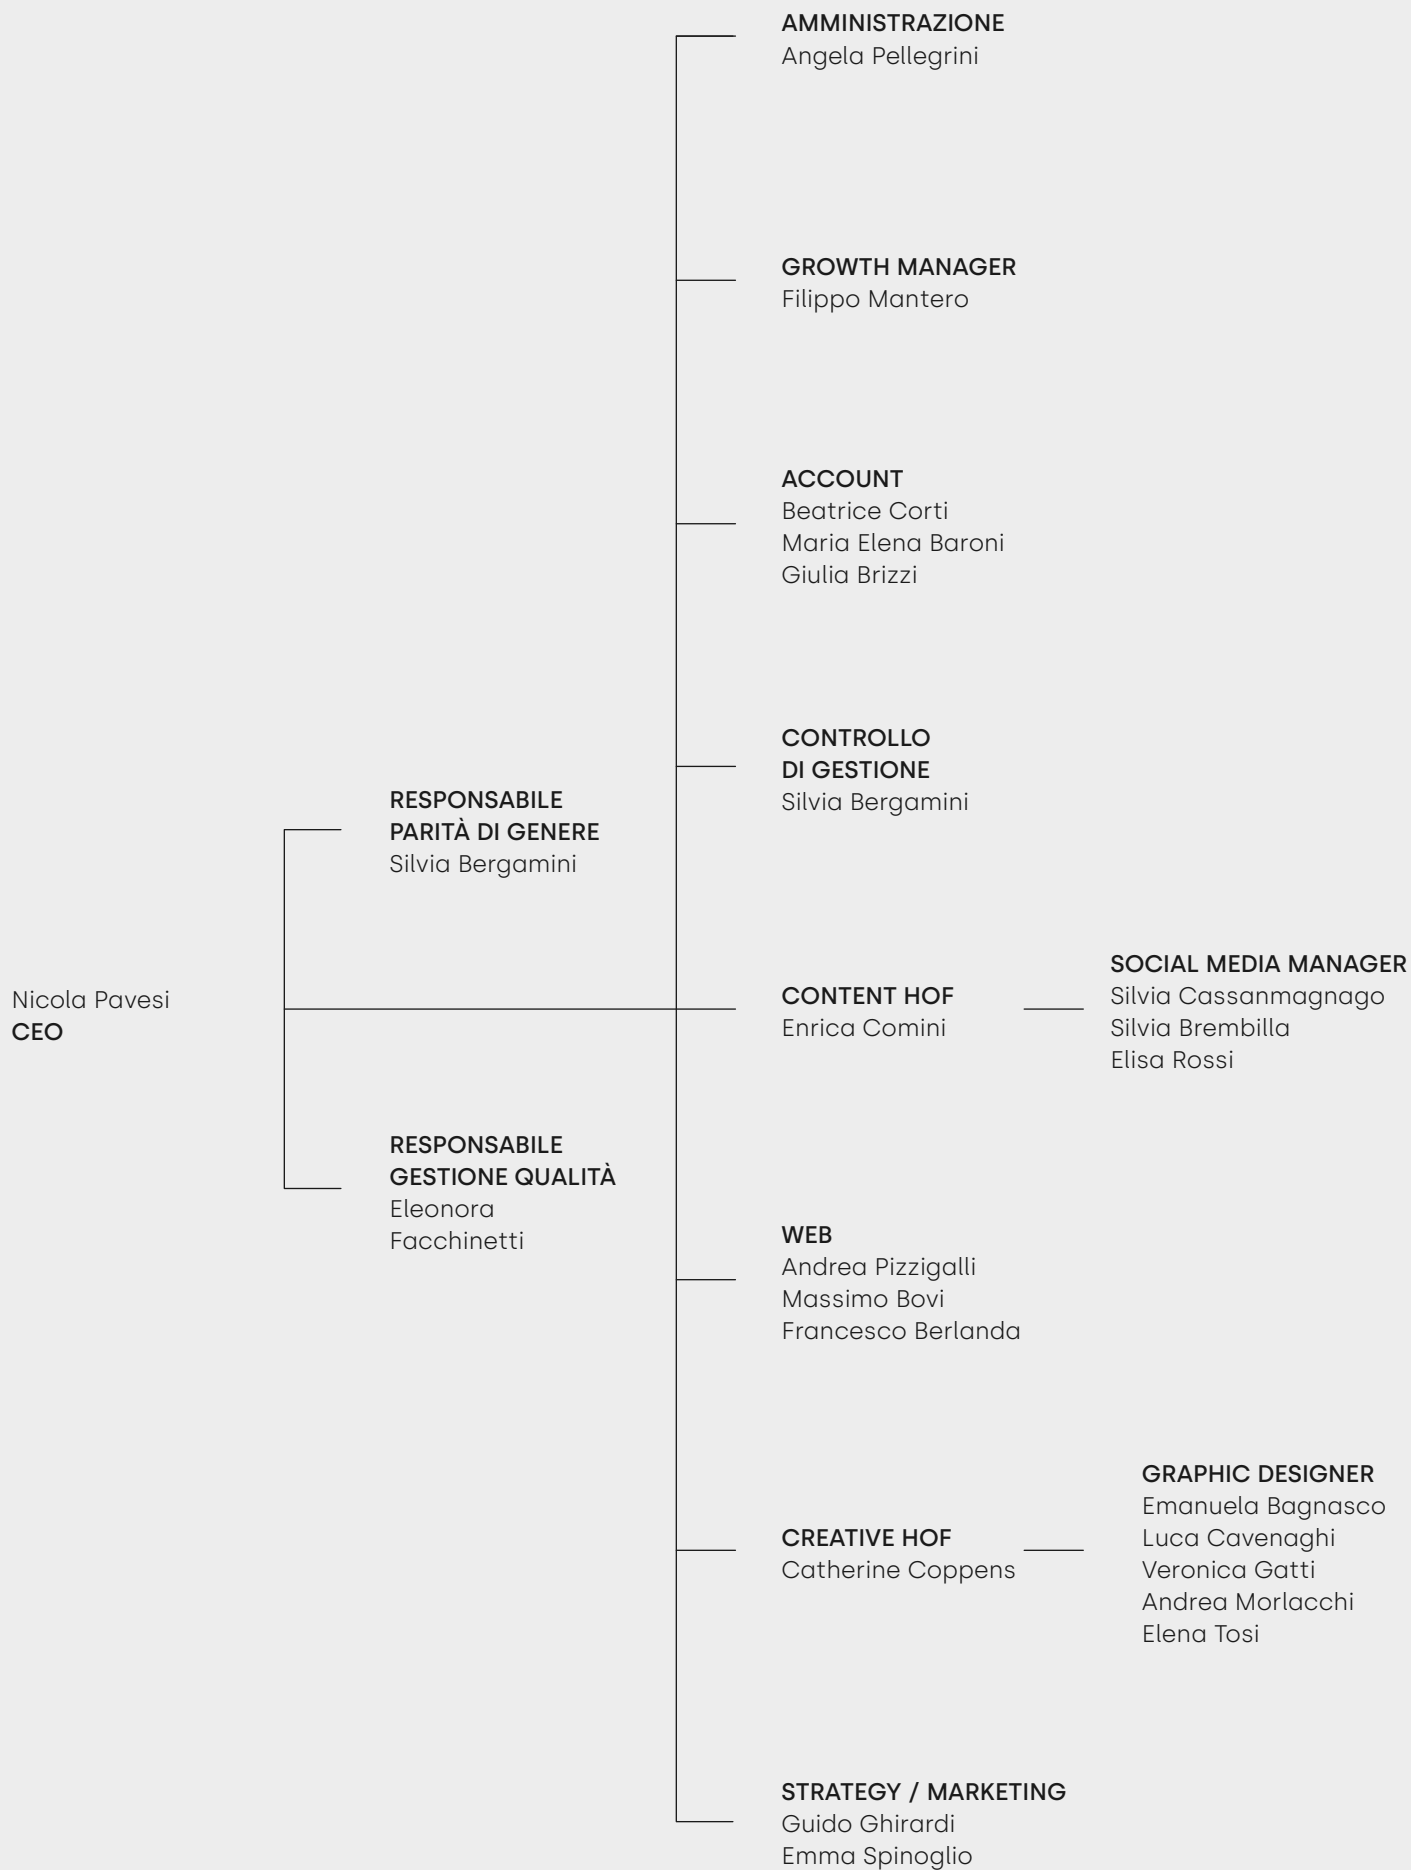 Nicola Pavesi
CEO
RESPONSABILE
PARITÀ DI GENERE
Silvia Bergamini
RESPONSABILE
GESTIONE QUALITÀ
Eleonora
Facchinetti
AMMINISTRAZIONE
Angela Pellegrini
GROWTH MANAGER
Filippo Mantero
ACCOUNT
Beatrice Corti
Maria Elena Baroni
Giulia Brizzi
CONTROLLO
DI GESTIONE
Silvia Bergamini
CONTENT HOF
Enrica Comini
SOCIAL MEDIA MANAGER
Silvia Cassanmagnago
Silvia Brembilla
Elisa Rossi
WEB
Andrea Pizzigalli
Massimo Bovi
Francesco Berlanda
CREATIVE HOF
Catherine Coppens
GRAPHIC DESIGNER
Emanuela Bagnasco
Luca Cavenaghi
Veronica Gatti
Andrea Morlacchi
Elena Tosi
STRATEGY / MARKETING
Guido Ghirardi
Emma Spinoglio